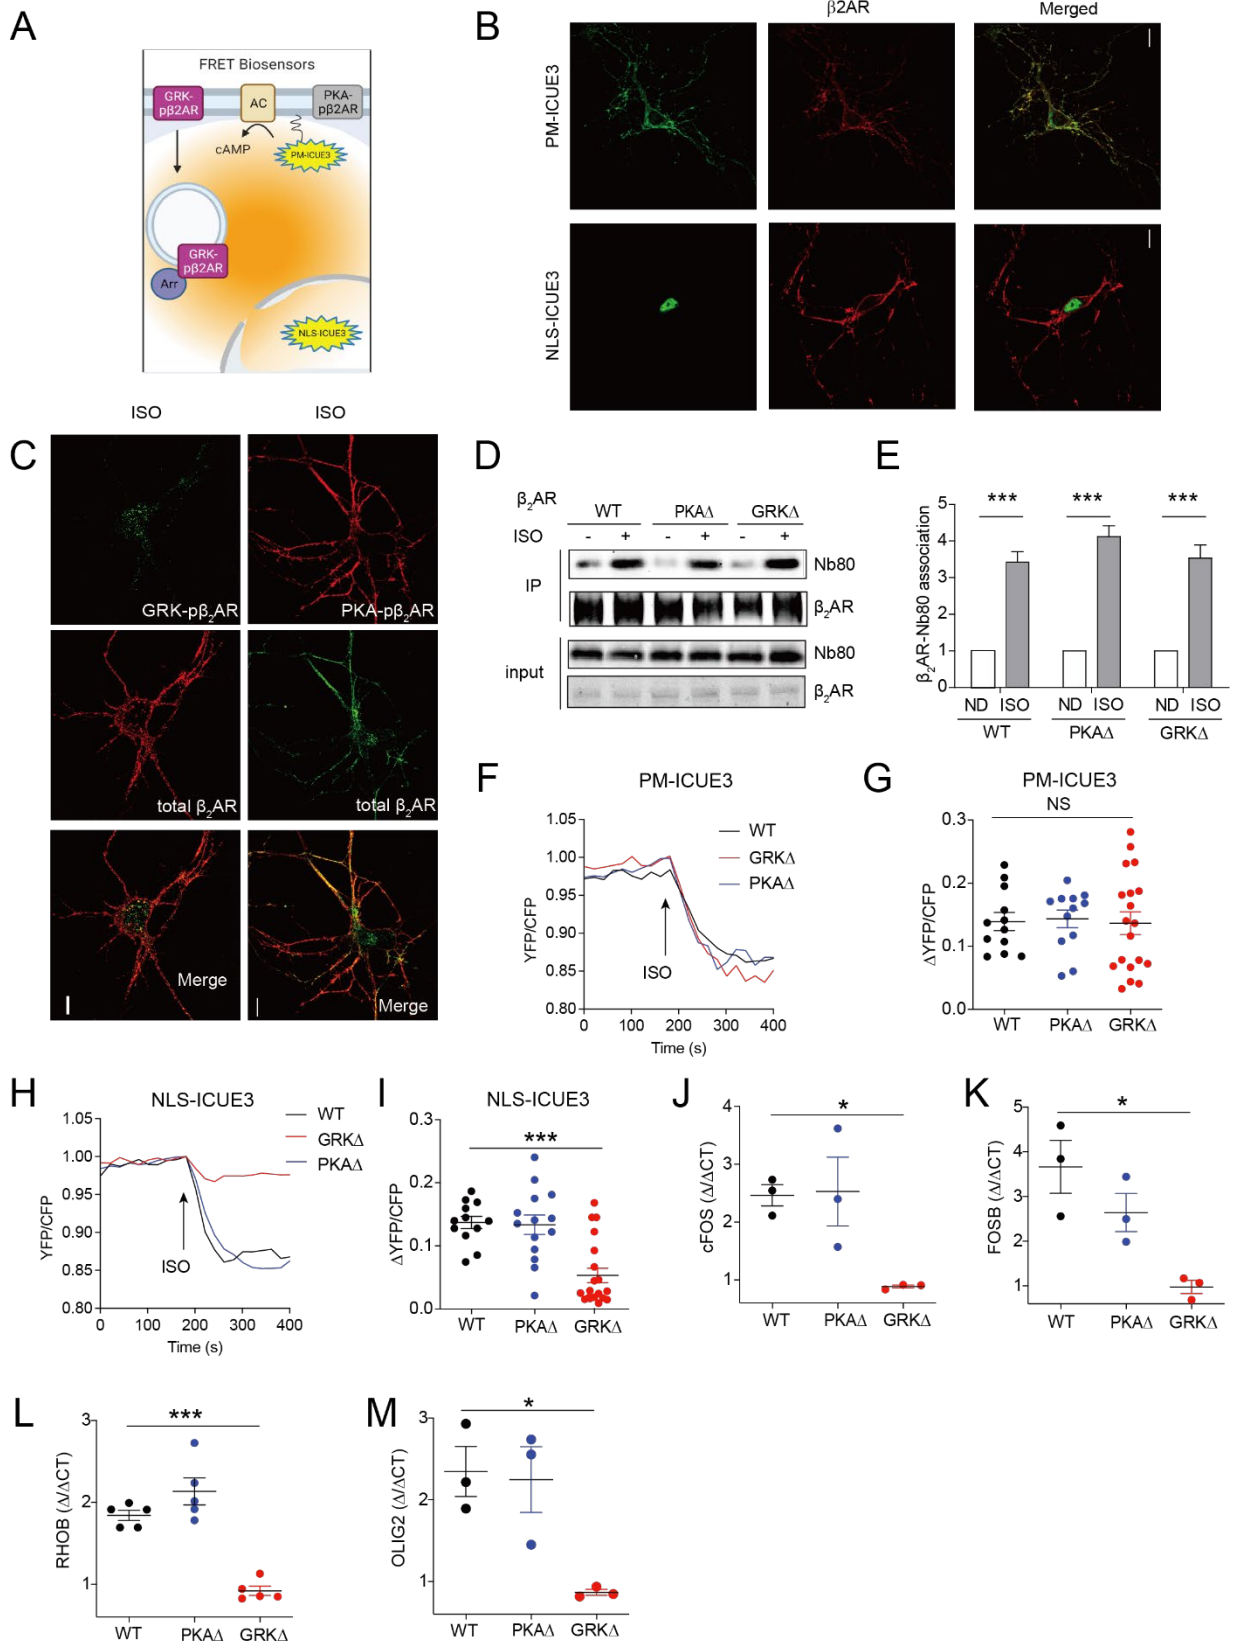 A
FRET Biosensors
GRK-
pβ2AR
AC
PKA-
pβ2AR
cAMP
PM-ICUE3
GRK-
pβ2AR
Arr
NLS-ICUE3
B
β2AR
Merged
PM-ICUE3
NLS-ICUE3
C
ISO
ISO
GRK-pβ2AR
PKA-pβ2AR
total β2AR
total β2AR
Merge
Merge
D
β2AR
WT
PKAΔ
GRKΔ
ISO
- + - + - +
IP
Nb80
β2AR
input
Nb80
β2AR
E
β2AR-Nb80 association
5
4
3
2
1
0
*** *** ***
ND ISO ND ISO ND ISO
WT PKAΔ GRKΔ
F
PM-ICUE3
YFP/CFP
1.05
1.00
0.95
0.90
0.85
0.80
WT
GRKΔ
PKAΔ
ISO
0 100 200 300 400
Time (s)
G
PM-ICUE3
NS
ΔYFP/CFP
0.3
0.2
0.1
0.0
WT PKAΔ GRKΔ
H
NLS-ICUE3
YFP/CFP
1.05
1.00
0.95
0.90
0.85
0.80
WT
GRKΔ
PKAΔ
ISO
0 100 200 300 400
Time (s)
I
NLS-ICUE3
***
ΔYFP/CFP
0.3
0.2
0.1
0.0
WT PKAΔ GRKΔ
J
*
cFOS (Δ/ΔCT)
4
3
2
1
WT PKAΔ GRKΔ
K
*
FOSB (Δ/ΔCT)
5
4
3
2
1
WT PKAΔ GRKΔ
L
***
RHOB (Δ/ΔCT)
3
2
1
WT PKAΔ GRKΔ
M
*
OLIG2 (Δ/ΔCT)
3
2
1
WT PKAΔ GRKΔ